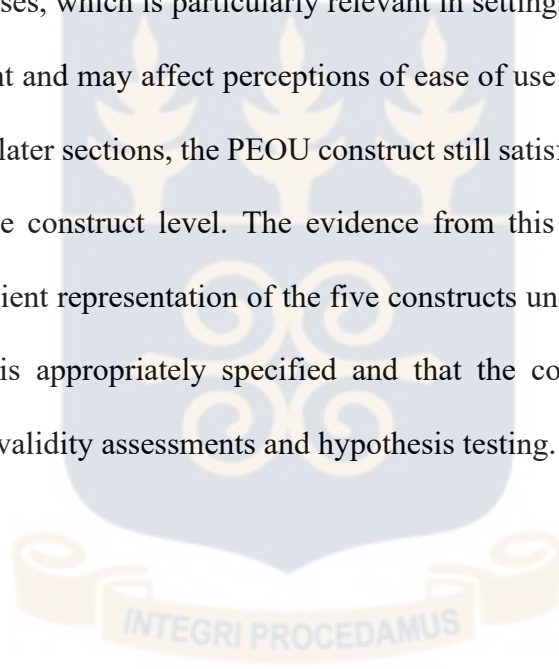 ses, which is particularly relevant in setting
nt and may affect perceptions of ease of use
later sections, the PEOU construct still satisf
e construct level. The evidence from this
ient representation of the five constructs un
is appropriately specified and that the co
validity assessments and hypothesis testing.
INTEGRI PROCEDAMUS